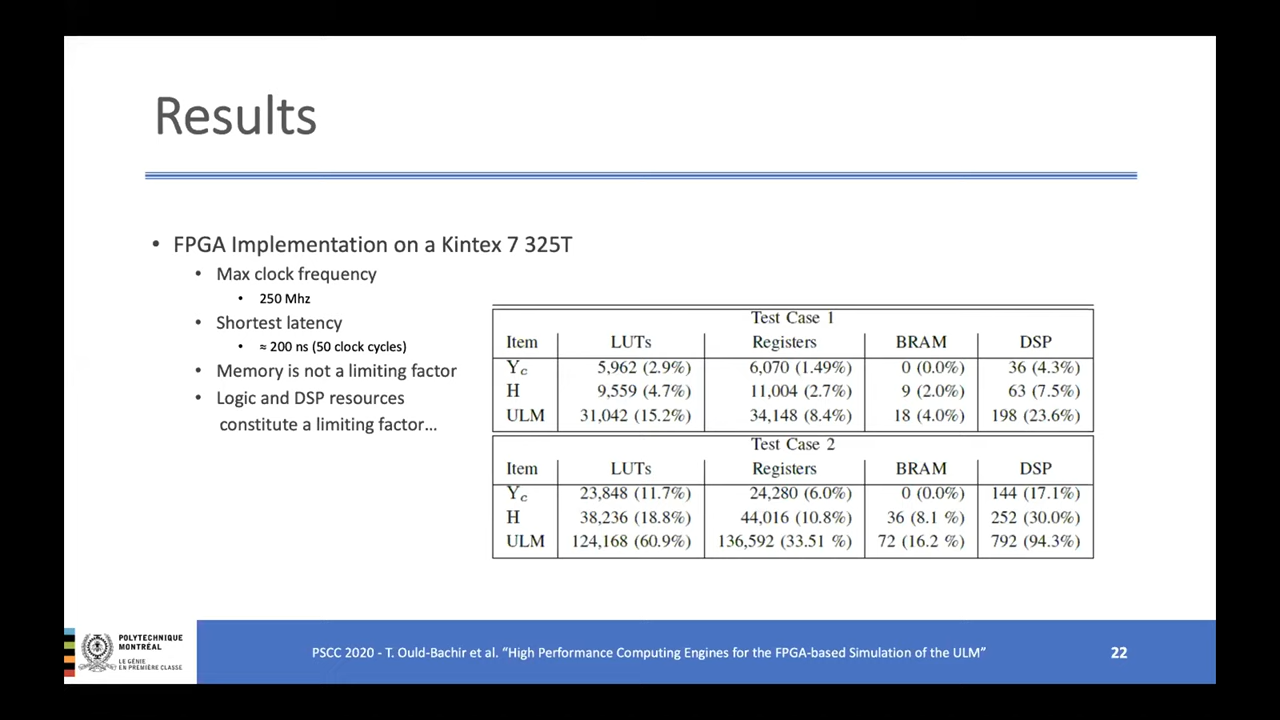 Results
• FPGA Implementation on a Kintex 7 325T
• Max clock frequency
• 250 Mhz
• Shortest latency
• ≈ 200 ns (50 clock cycles)
• Memory is not a limiting factor
• Logic and DSP resources
constitute a limiting factor…
Test Case 1
Item LUTs Registers BRAM DSP
Yc 5,962 (2.9%) 6,070 (1.49%) 0 (0.0%) 36 (4.3%)
H 9,559 (4.7%) 11,004 (2.7%) 9 (2.0%) 63 (7.5%)
ULM 31,042 (15.2%) 34,148 (8.4%) 18 (4.0%) 198 (23.6%)
Test Case 2
Item LUTs Registers BRAM DSP
Yc 23,848 (11.7%) 24,280 (6.0%) 0 (0.0%) 144 (17.1%)
H 38,236 (18.8%) 44,016 (10.8%) 36 (8.1 %) 252 (30.0%)
ULM 124,168 (60.9%) 136,592 (33.51 %) 72 (16.2 %) 792 (94.3%)
POLYTECHNIQUE
MONTRÉAL
LE GÉNIE
EN PREMIÈRE CLASSE
PSCC 2020 - T. Ould-Bachir et al. “High Performance Computing Engines for the FPGA-based Simulation of the ULM”
22